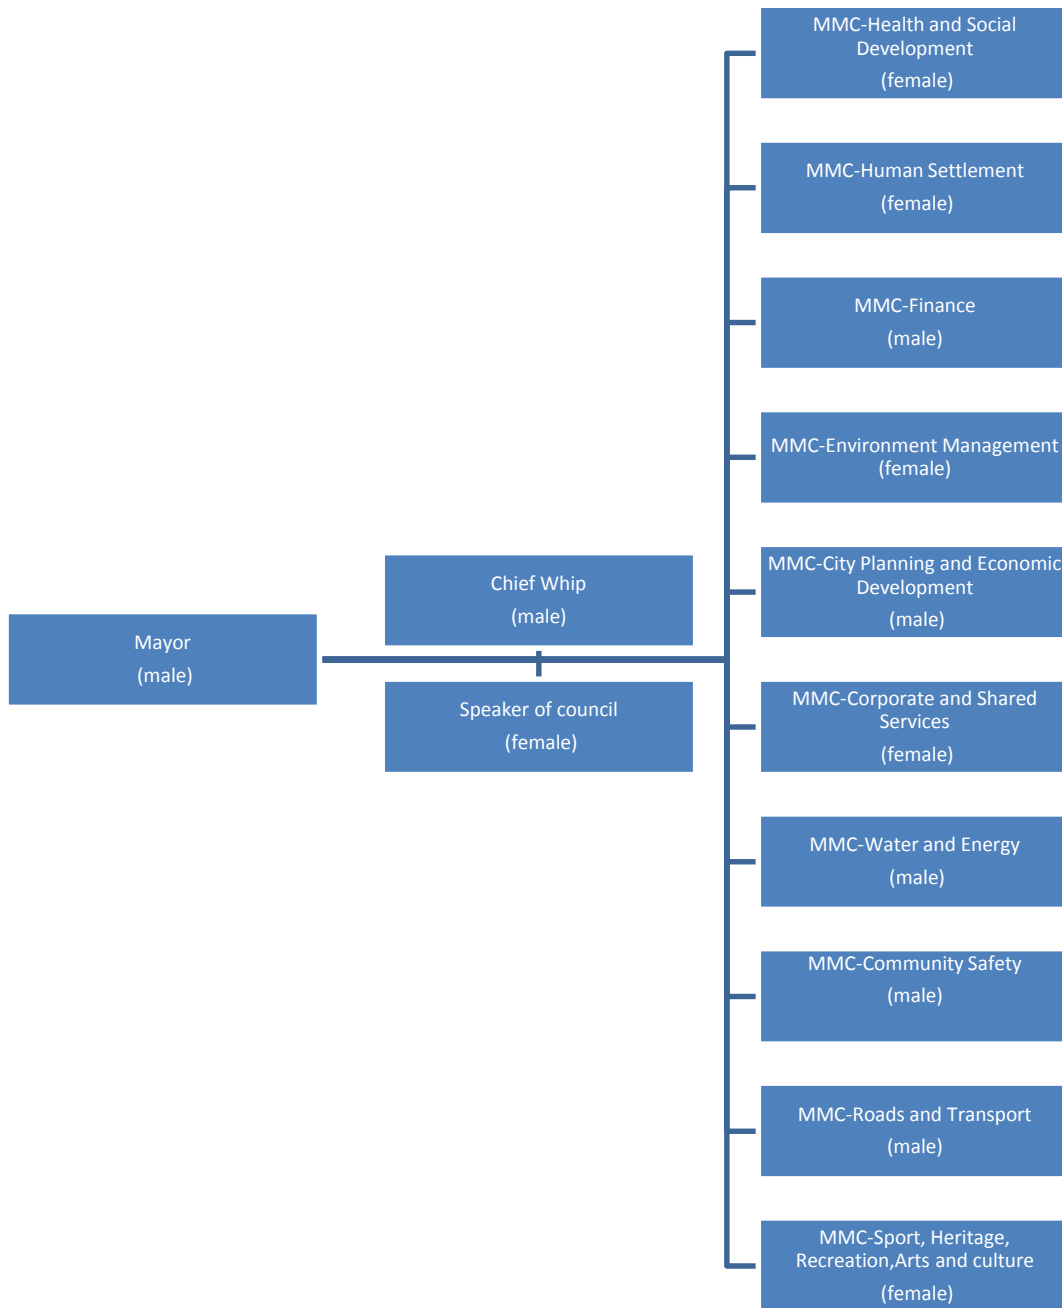 MMC-Health and Social
Development
(female)
MMC-Human Settlement
(female)
MMC-Finance
(male)
MMC-Environment Management
(female)
MMC-City Planning and Economic
Development
(male)
Chief Whip
(male)
Mayor
(male)
Speaker of council
(female)
MMC-Corporate and Shared
Services
(female)
MMC-Water and Energy
(male)
MMC-Community Safety
(male)
MMC-Roads and Transport
(male)
MMC-Sport, Heritage,
Recreation,Arts and culture
(female)